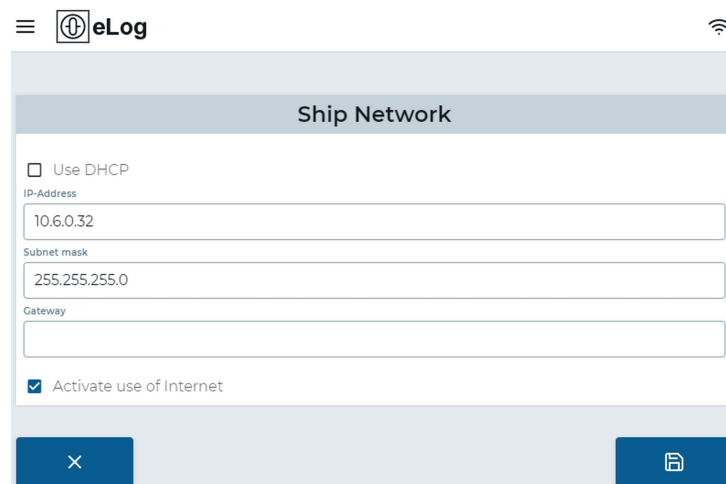 eLog
Ship Network
Use DHCP
IP-Address
10.6.0.32
Subnet mask
255.255.255.0
Gateway
Activate use of Internet